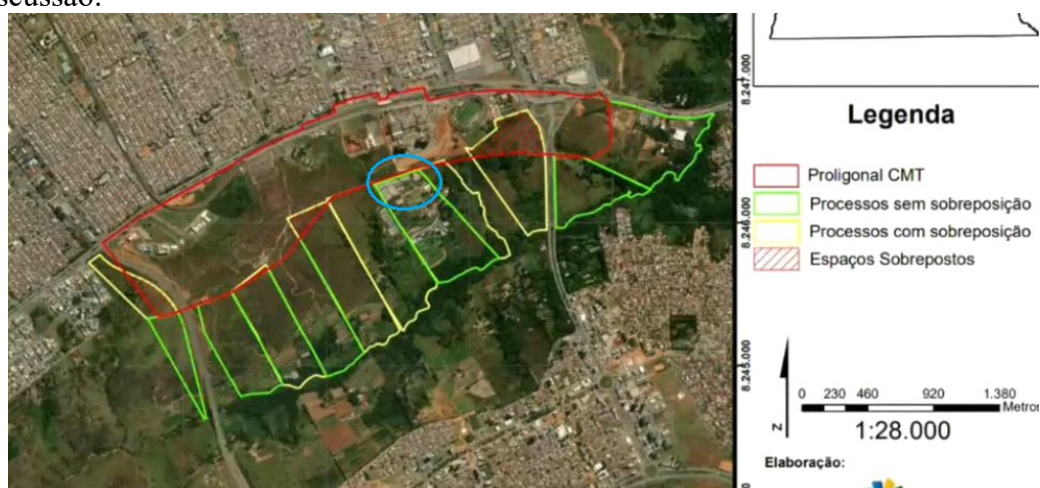 scussão.
8.247.000
Legenda
Proligonal CMT
Processos sem sobreposição
8.246.000
Processos com sobreposição
Espaços Sobrepostos
8.245.000
0 230 460 920 1.380
Metros
N
1:28.000
Elaboração: